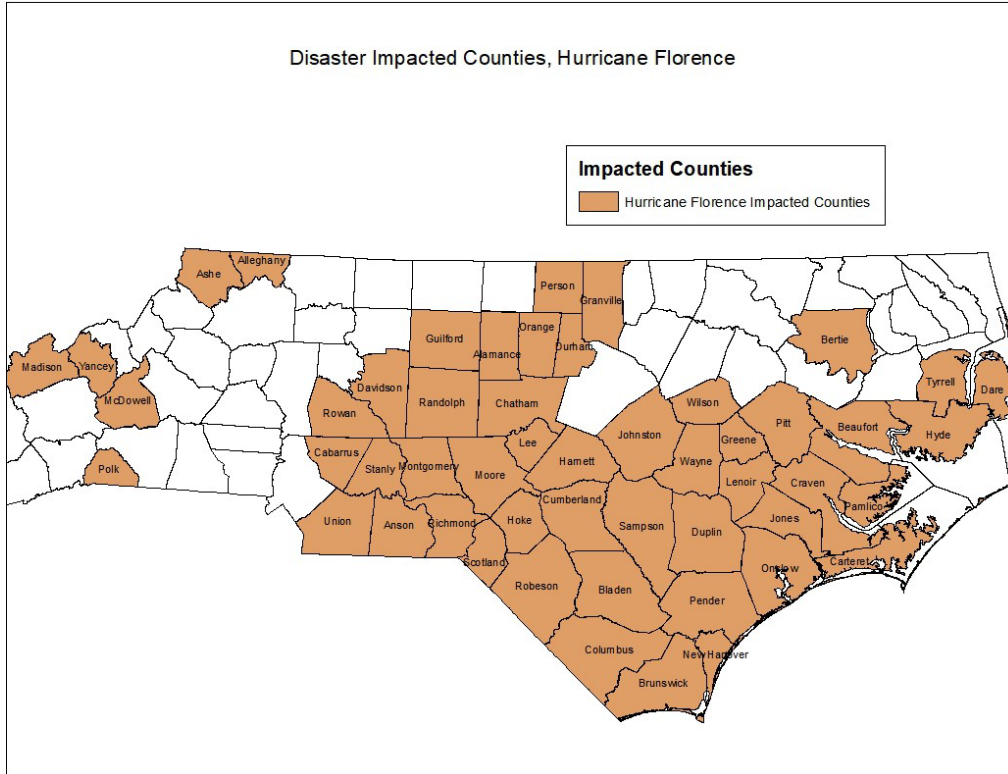 Disaster Impacted Counties, Hurricane Florence
Impacted Counties
Hurricane Florence Impacted Counties
Alleghany
Ashe
Person
Granville
Orange
Guilford
Bertie
Durham
Alamance
Madison
Yancey
Tyrrell
Dare
Davidson
McDowell
Randolph
Chatham
Wilson
Rowan
Pitt
Beaufort
Johnston
Greene
Hyde
Lee
Cabarrus
Harnett
Wayne
Polk
Stanly
Montgomery
Moore
Lenoir
Craven
Cumberland
Pamlico
Union
Anson
Richmond
Hoke
Jones
Sampson
Duplin
Scotland
Onslow
Carteret
Robeson
Bladen
Pender
Columbus
New Hanover
Brunswick